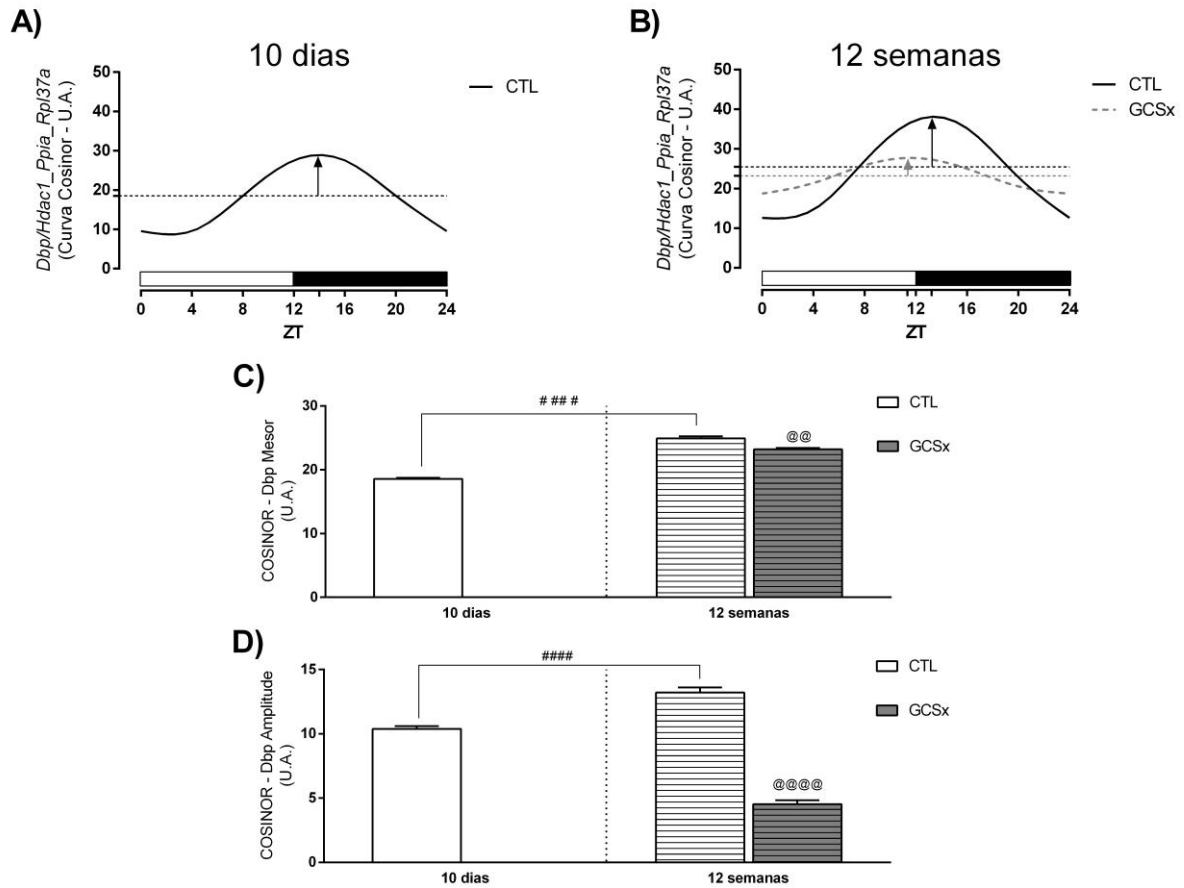 A)
10 dias
Dbp/Hdac1_Ppia_Rpl37a
(Curva Cosinor - U.A.)
50
40
30
20
10
0
CTL
0 4 8 12 16 20 24
ZT
B)
12 semanas
Dbp/Hdac1_Ppia_Rpl37a
(Curva Cosinor - U.A.)
50
40
30
20
10
0
CTL
GCSx
0 4 8 12 16 20 24
ZT
C)
COSINOR - Dbp Mesor
(U.A.)
30
20
10
0
# ## #
@@
CTL
GCSx
10 dias
12 semanas
D)
COSINOR - Dbp Amplitude
(U.A.)
15
10
5
0
####
@@@@
CTL
GCSx
10 dias
12 semanas